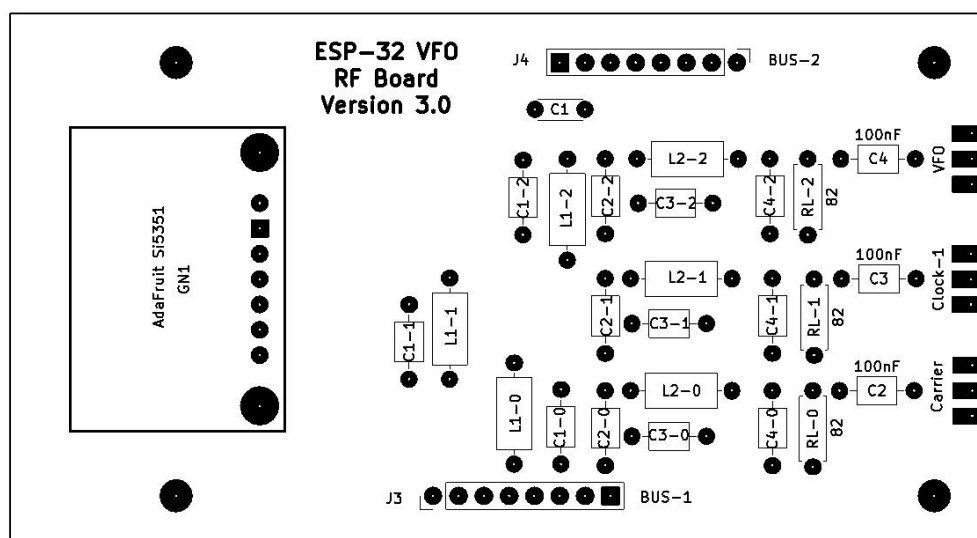 ESP-32 VFO
RF Board
Version 3.0
J4
BUS-2
C1
100nF
C4
VFO
L2-2
C1-2
L1-2
C2-2
C3-2
C4-2
RL-2
82
AdaFruit Si5351
GN1
100nF
C3
Clock-1
L2-1
C1-1
L1-1
C2-1
C3-1
C4-1
RL-1
82
100nF
C2
Carrier
L2-0
L1-0
C1-0
C2-0
C3-0
C4-0
RL-0
82
J3
BUS-1